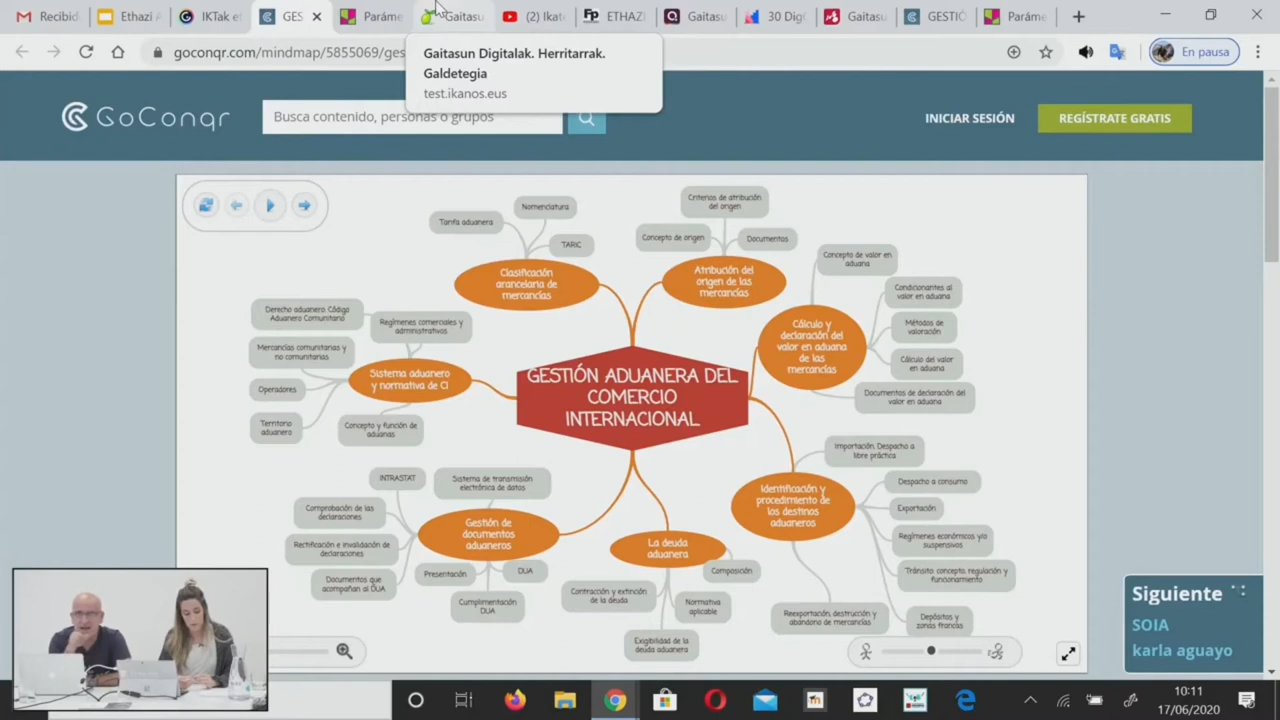 Recibid
Ethazi A
IKTak et
GES
Paráme
Gaitasu
(2) Ikat
ETHAZI
Gaitasu
30 Digi
Gaitasu
GESTIÓ
Paráme
goconqr.com/mindmap/5855069/ges
En pausa
Gaitasun Digitalak. Herritarrak.
Galdetegia
test.ikanos.eus
GoConqr
Busca contenido, personas o grupos
INICIAR SESIÓN
REGÍSTRATE GRATIS
Nomenclatura
Tarifa aduanera
TARIC
Clasificación
arancelaria de
mercancías
Criterios de atribución
del origen
Concepto de origen
Documentos
Atribución del
origen de las
mercancías
Concepto de valor en
aduana
Condicionantes al
valor en aduana
Métodos de
valoración
Cálculo del valor
en aduana
Documentos de declaración del
valor en aduana
Cálculo y
declaración del
valor en aduana
de las
mercancías
Derecho aduanero: Código
Aduanero Comunitario
Regímenes comerciales y
administrativos
Mercancías comunitarias y
no comunitarias
Operadores
Territorio
aduanero
Concepto y función de
aduanas
Sistema aduanero
y normativa de CI
GESTIÓN ADUANERA DEL
COMERCIO
INTERNACIONAL
Importación. Despacho a
libre práctica
Despacho a consumo
Exportación
Regímenes económicos y/o
suspensivos
Tránsito: concepto, regulación y
funcionamiento
Depósitos y
zonas francas
Reexportación, destrucción y
abandono de mercancías
Identificación y
procedimiento de
los destinos
aduaneros
INTRASTAT
Sistema de transmisión
electrónica de datos
Comprobación de las
declaraciones
Rectificación e invalidación de
declaraciones
Documentos que
acompañan al DUA
Presentación
DUA
Cumplimentación
DUA
Gestión de
documentos
aduaneros
La deuda
aduanera
Composición
Contracción y extinción
de la deuda
Normativa
aplicable
Exigibilidad de la
deuda aduanera
Siguiente
SOIA
karla aguayo
10:11
17/06/2020